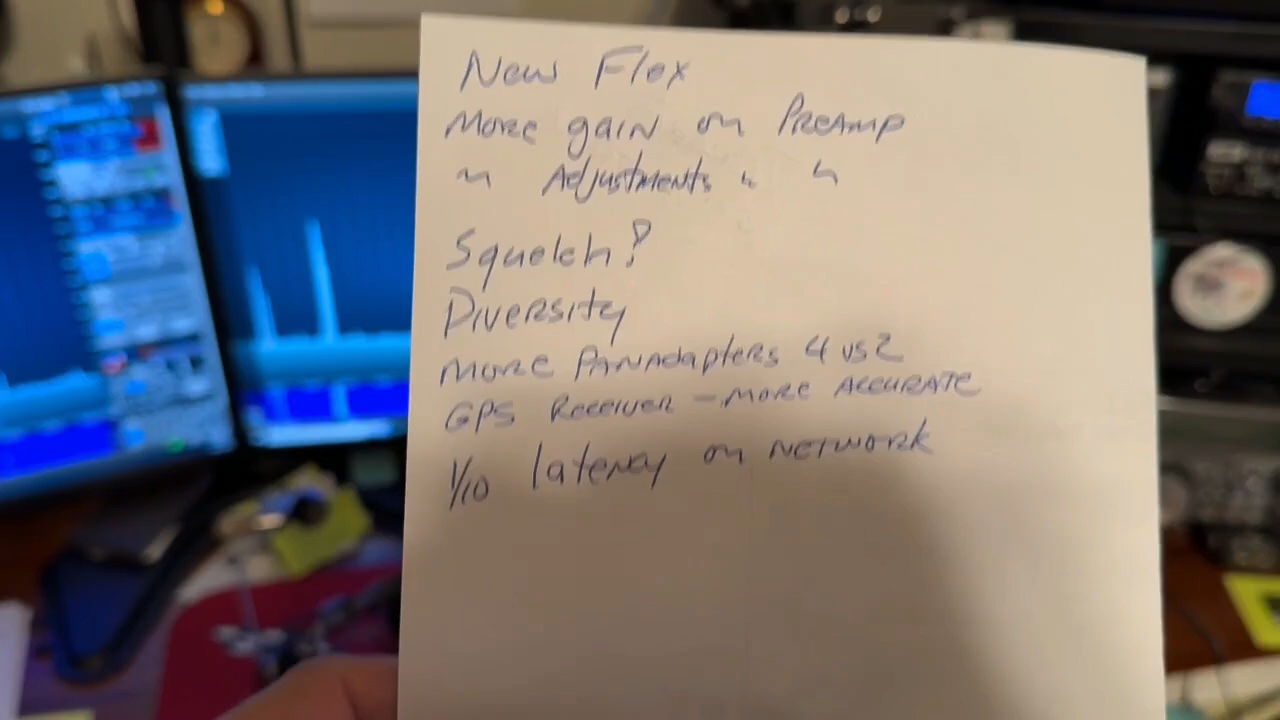 New Flex
More gain on Preamp
" Adjustments " "
Squelch?
Diversity
More Panadapters 4 vs 2
GPS Receiver - More Accurate
1/10 latency on network